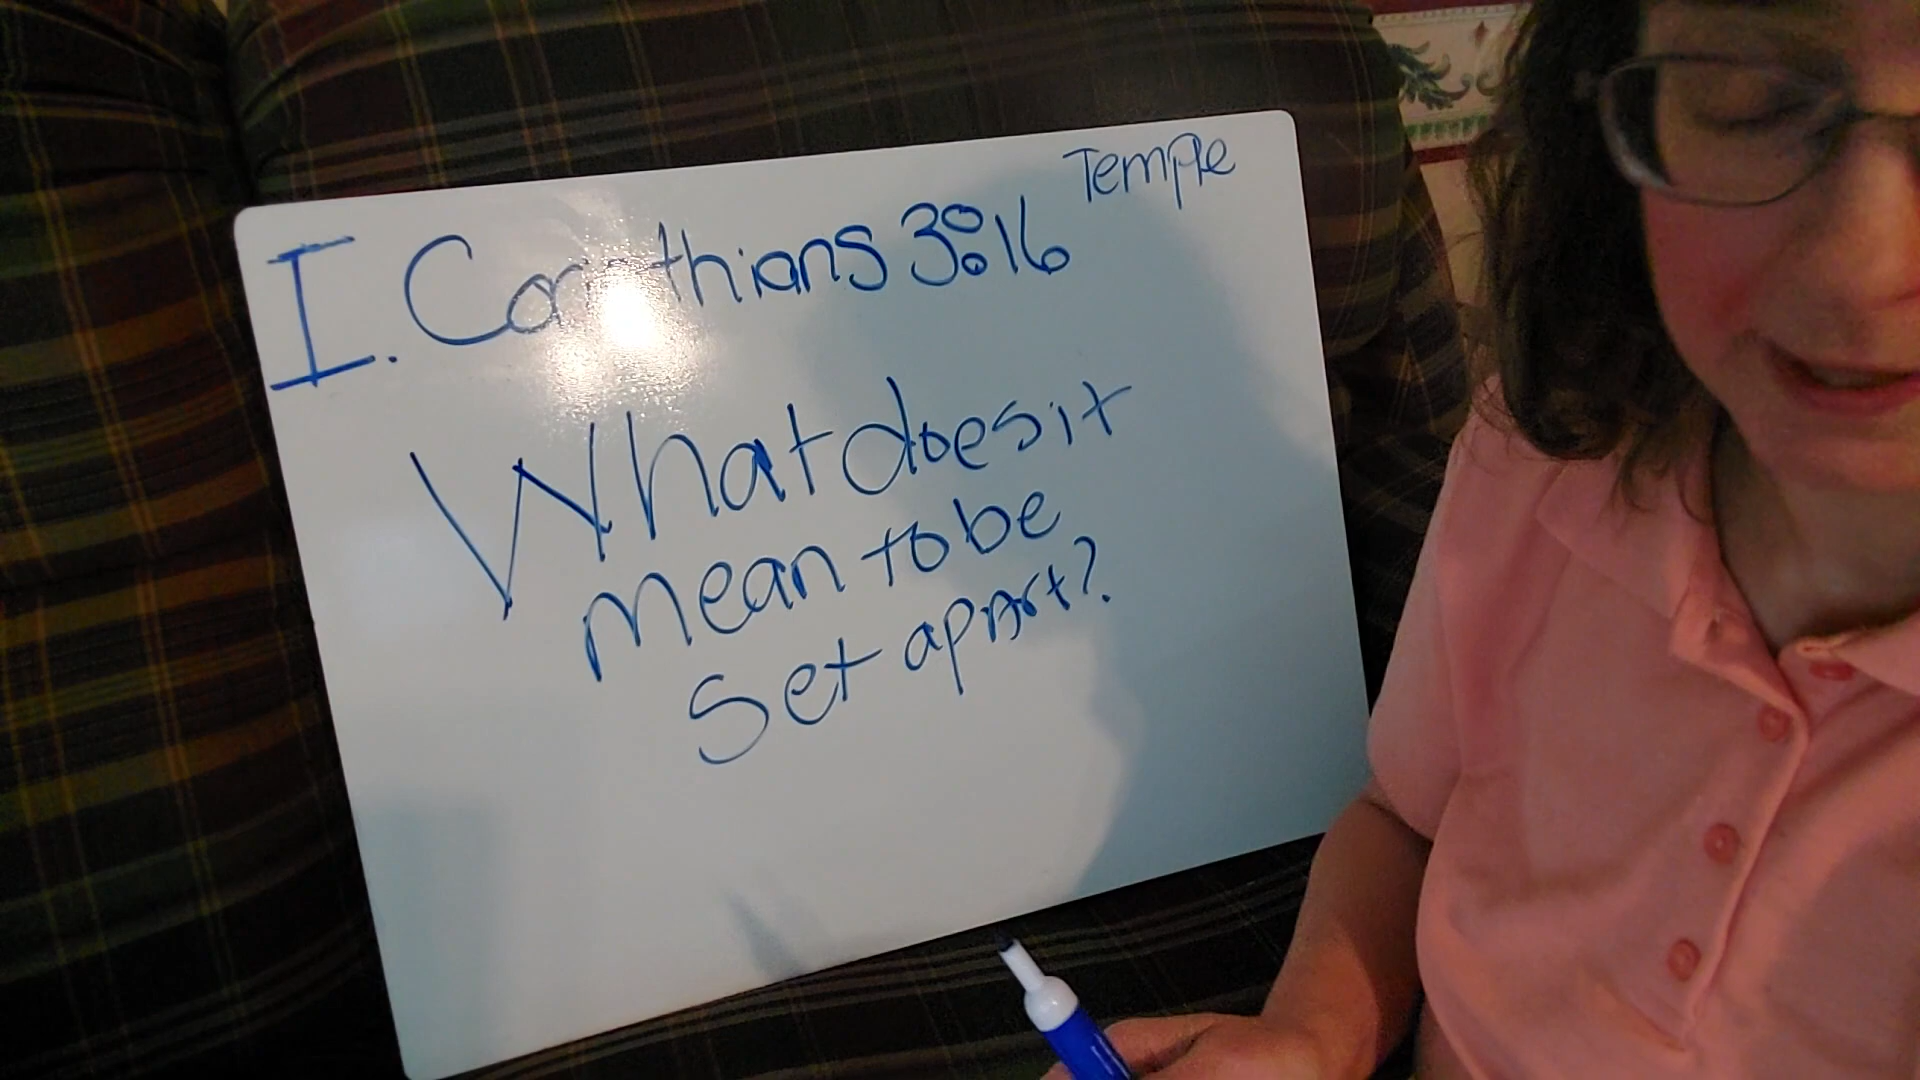 Temple
I. Corinthians 3:16
What does it
mean to be
Set apart?